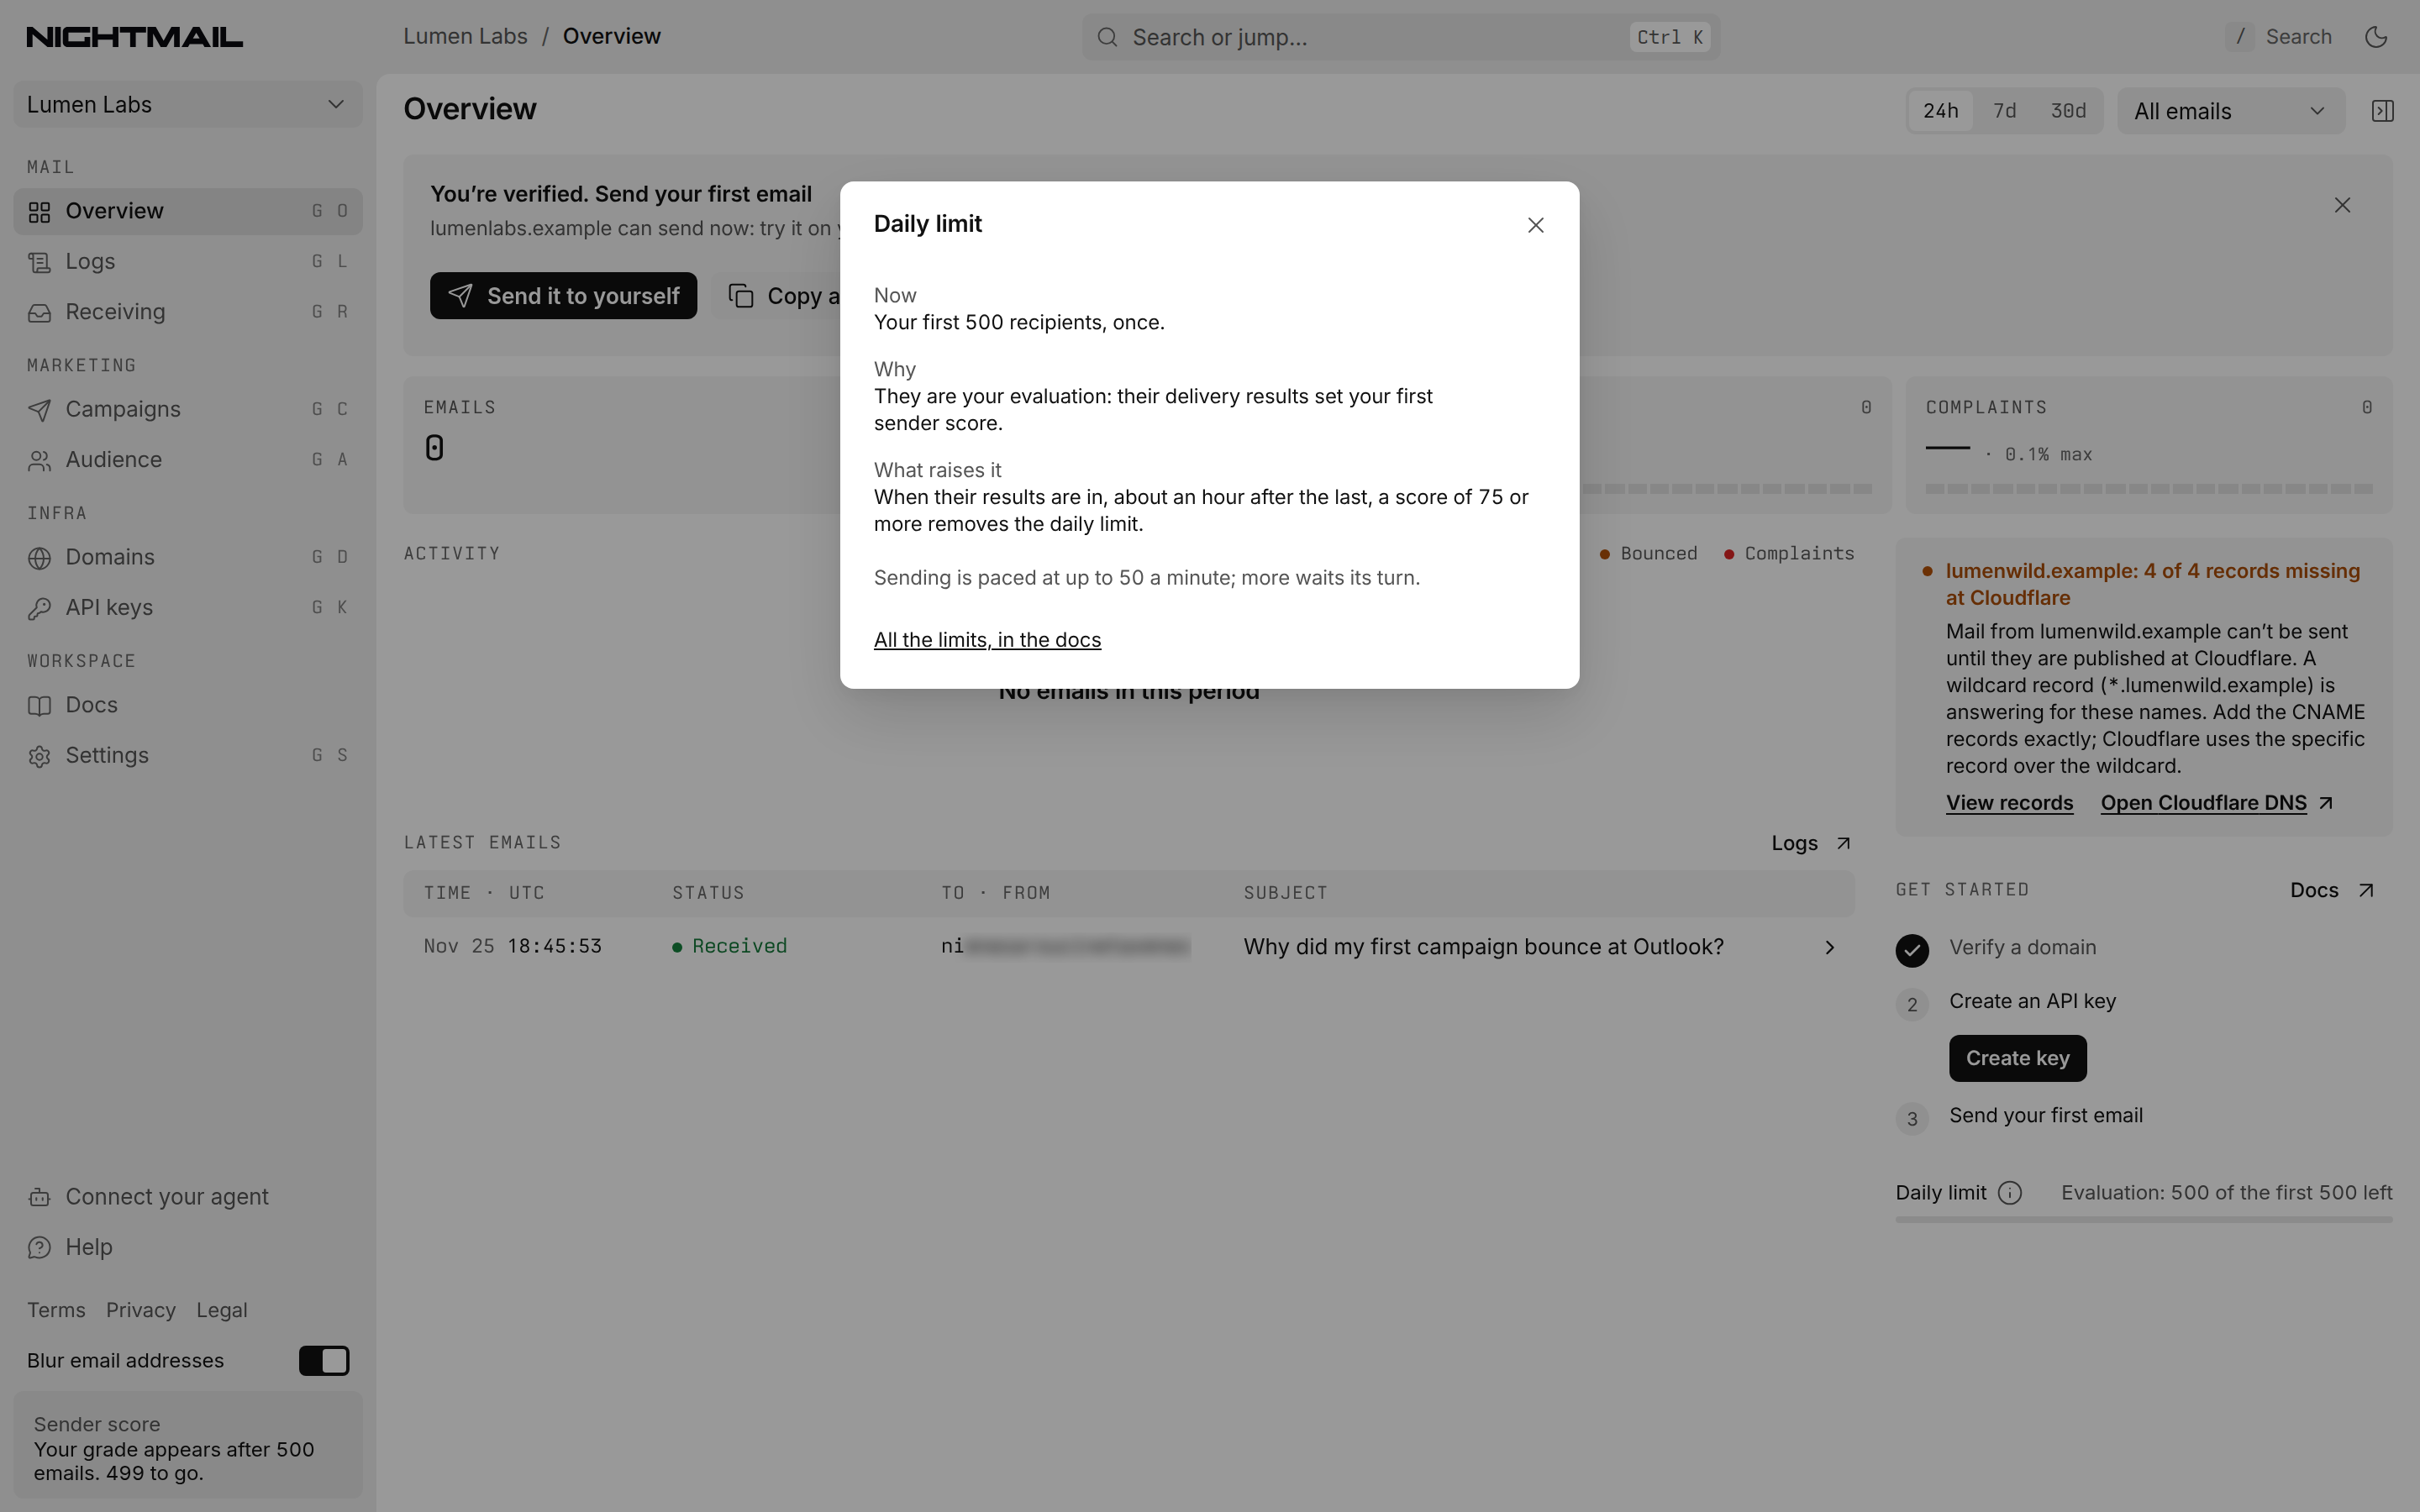 NIGHTMAIL
Lumen Labs / Overview
Search or jump...
Ctrl K
/ Search
Lumen Labs
MAIL
Overview G O
Logs G L
Receiving G R
MARKETING
Campaigns G C
Audience G A
INFRA
Domains G D
API keys G K
WORKSPACE
Docs
Settings G S
Connect your agent
Help
Terms Privacy Legal
Blur email addresses
Sender score
Your grade appears after 500
emails. 499 to go.
Overview
24h 7d 30d
All emails
You’re verified. Send your first email
lumenlabs.example can send now: try it on
Send it to yourself
Copy
EMAILS
0
0
COMPLAINTS 0
· 0.1% max
ACTIVITY
Bounced
Complaints
No emails in this period
Daily limit
Now
Your first 500 recipients, once.
Why
They are your evaluation: their delivery results set your first
sender score.
What raises it
When their results are in, about an hour after the last, a score of 75 or
more removes the daily limit.
Sending is paced at up to 50 a minute; more waits its turn.
All the limits, in the docs
LATEST EMAILS
Logs
TIME · UTC STATUS TO · FROM SUBJECT
Nov 25 18:45:53 Received ni Why did my first campaign bounce at Outlook?
lumenwild.example: 4 of 4 records missing
at Cloudflare
Mail from lumenwild.example can’t be sent
until they are published at Cloudflare. A
wildcard record (*.lumenwild.example) is
answering for these names. Add the CNAME
records exactly; Cloudflare uses the specific
record over the wildcard.
View records Open Cloudflare DNS
GET STARTED
Docs
Verify a domain
2 Create an API key
Create key
3 Send your first email
Daily limit
Evaluation: 500 of the first 500 left